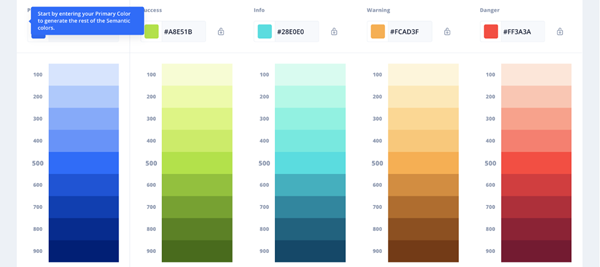 Start by entering your Primary Color
to generate the rest of the Semantic
colors.
Info
Warning
Danger
#A8E51B
#28E0E0
#FCAD3F
#FF3A3A
100 100 100 100 100
200 200 200 200 200
300 300 300 300 300
400 400 400 400 400
500 500 500 500 500
600 600 600 600 600
700 700 700 700 700
800 800 800 800 800
900 900 900 900 900